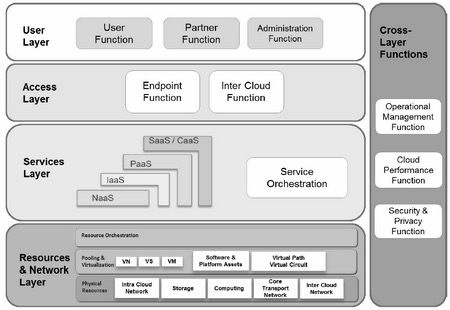 User
Layer
User
Function
Partner
Function
Administration
Function
Access
Layer
Endpoint
Function
Inter Cloud
Function
Services
Layer
SaaS / CaaS
PaaS
IaaS
NaaS
Service
Orchestration
Resources
& Network
Layer
Resource Orchestration
Pooling &
Virtualization
VN
VS
VM
Software &
Platform Assets
Virtual Path
Virtual Circuit
Physical
Resources
Intra Cloud
Network
Storage
Computing
Core
Transport
Network
Inter Cloud
Network
Cross-
Layer
Functions
Operational
Management
Function
Cloud
Performance
Function
Security &
Privacy
Function